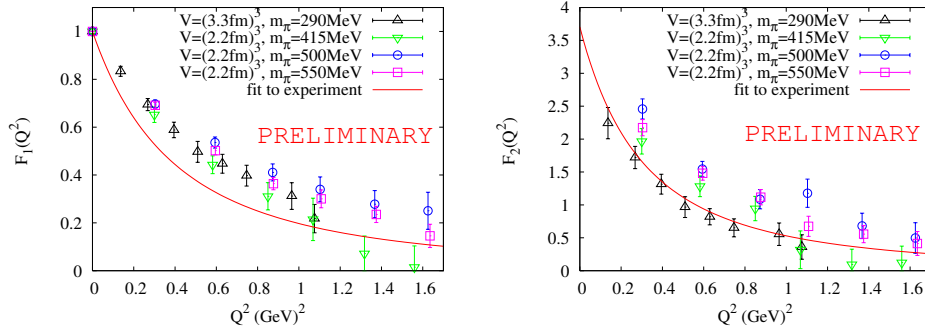 V=(3.3fm)³, mπ=290MeV
V=(2.2fm)³, mπ=415MeV
V=(2.2fm)³, mπ=500MeV
V=(2.2fm)³, mπ=550MeV
fit to experiment
PRELIMINARY
F₁(Q²)
1
0.8
0.6
0.4
0.2
0
0 0.2 0.4 0.6 0.8 1 1.2 1.4 1.6
Q² (GeV)²
V=(3.3fm)³, mπ=290MeV
V=(2.2fm)³, mπ=415MeV
V=(2.2fm)³, mπ=500MeV
V=(2.2fm)³, mπ=550MeV
fit to experiment
PRELIMINARY
F₂(Q²)
4
3.5
3
2.5
2
1.5
1
0.5
0
0 0.2 0.4 0.6 0.8 1 1.2 1.4 1.6
Q² (GeV)²